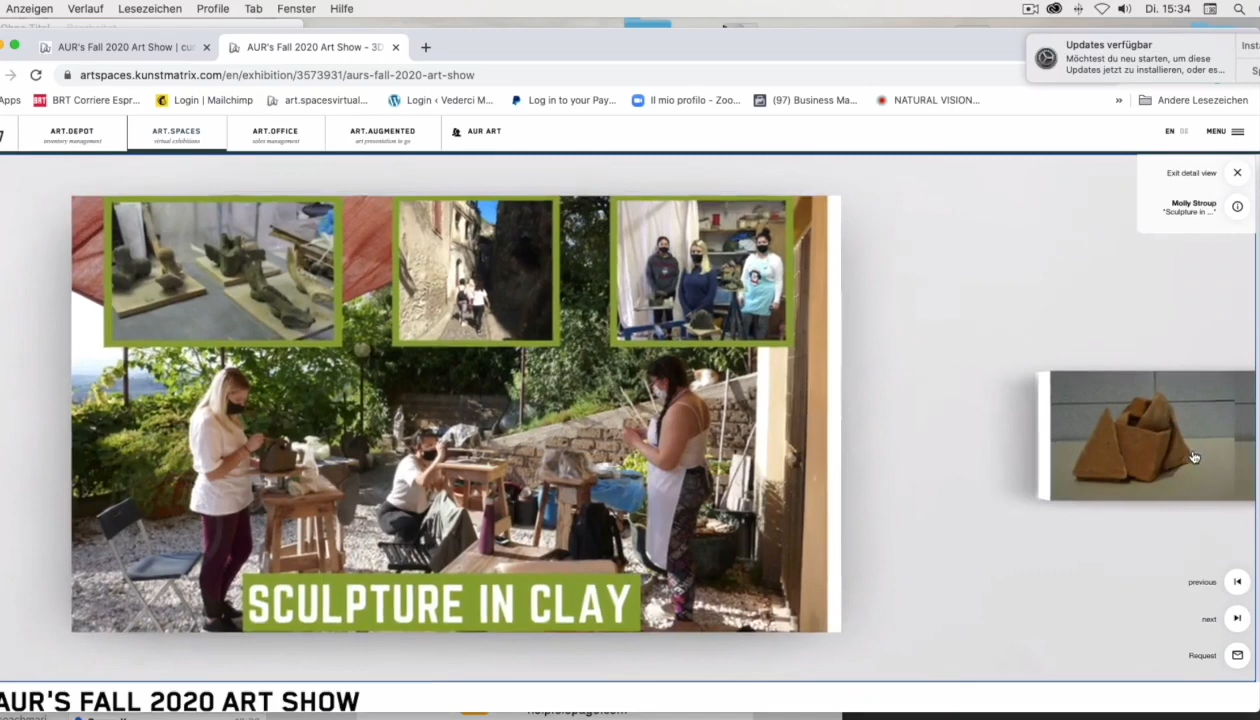 Anzeigen Verlauf Lesezeichen Profile Tab Fenster Hilfe
Di. 15:34
AUR's Fall 2020 Art Show | cu
AUR's Fall 2020 Art Show - 3D
Updates verfügbar
Möchtest du neu starten, um diese
Updates jetzt zu installieren, oder es...
artspaces.kunstmatrix.com/en/exhibition/3573931/aurs-fall-2020-art-show
Apps
BRT Corriere Espr...
Login | Mailchimp
art.spacesvirtual...
Login ‹ Vederci M...
Log in to your Pay...
Il mio profilo - Zoo...
(97) Business Ma...
NATURAL VISION...
»
Andere Lesezeichen
ART.DEPOT
inventory management
ART.SPACES
virtual exhibitions
ART.OFFICE
sales management
ART.AUGMENTED
art presentation to go
AUR ART
EN DE
MENU
Exit detail view
Molly Stroup
"Sculpture in ..."
SCULPTURE IN CLAY
previous
next
Request
AUR'S FALL 2020 ART SHOW